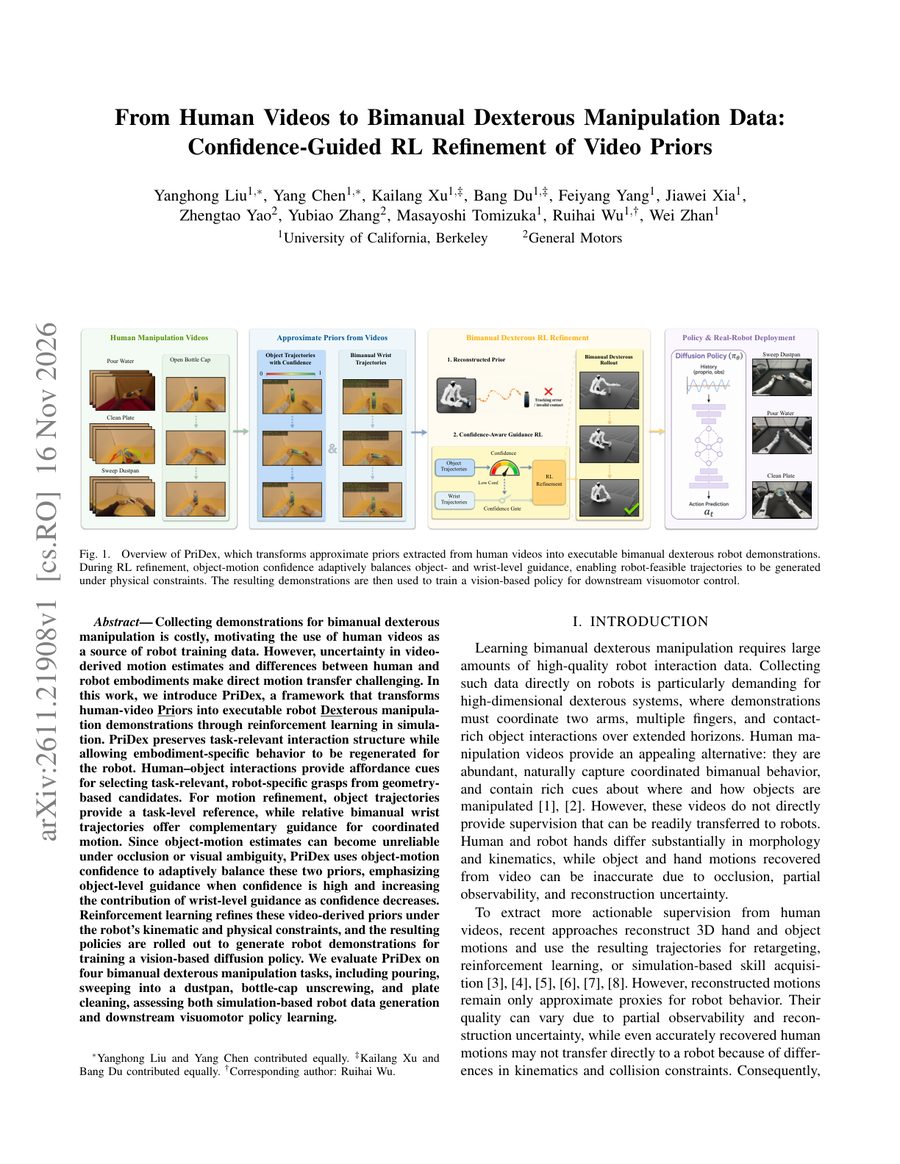 From Human Videos to Bimanual Dexterous Manipulation Data:
Confidence-Guided RL Refinement of Video Priors
Yanghong Liu1,∗, Yang Chen1,∗, Kailang Xu1,‡, Bang Du1,‡, Feiyang Yang1, Jiawei Xia1,
Zhengtao Yao2, Yubiao Zhang2, Masayoshi Tomizuka1, Ruihai Wu1,†, Wei Zhan1
1University of California, Berkeley 2General Motors
arXiv:2611.21908v1 [cs.RO] 16 Nov 2026
Human Manipulation Videos
Pour Water
Open Bottle Cap
Clean Plate
Sweep Dustpan
Approximate Priors from Videos
Object Trajectories
with Confidence
0 1
Bimanual Wrist
Trajectories
&
Bimanual Dexterous RL Refinement
1. Reconstructed Prior
Tracking error
/ invalid contact
2. Confidence-Aware Guidance RL
Object
Trajectories
Confidence
Low Conf
Wrist
Trajectories
Confidence Gate
RL
Refinement
Bimanual Dexterous
Rollout
Policy & Real-Robot Deployment
Diffusion Policy (πθ)
History
(proprio, obs)
Action Prediction
at
Sweep Dustpan
Pour Water
Clean Plate
Fig. 1. Overview of PriDex, which transforms approximate priors extracted from human videos into executable bimanual dexterous robot demonstrations.
During RL refinement, object-motion confidence adaptively balances object- and wrist-level guidance, enabling robot-feasible trajectories to be generated
under physical constraints. The resulting demonstrations are then used to train a vision-based policy for downstream visuomotor control.
Abstract— Collecting demonstrations for bimanual dexterous
manipulation is costly, motivating the use of human videos as
a source of robot training data. However, uncertainty in video-
derived motion estimates and differences between human and
robot embodiments make direct motion transfer challenging. In
this work, we introduce PriDex, a framework that transforms
human-video Priors into executable robot Dexterous manipula-
tion demonstrations through reinforcement learning in simula-
tion. PriDex preserves task-relevant interaction structure while
allowing embodiment-specific behavior to be regenerated for
the robot. Human–object interactions provide affordance cues
for selecting task-relevant, robot-specific grasps from geometry-
based candidates. For motion refinement, object trajectories
provide a task-level reference, while relative bimanual wrist
trajectories offer complementary guidance for coordinated
motion. Since object-motion estimates can become unreliable
under occlusion or visual ambiguity, PriDex uses object-motion
confidence to adaptively balance these two priors, emphasizing
object-level guidance when confidence is high and increasing
the contribution of wrist-level guidance as confidence decreases.
Reinforcement learning refines these video-derived priors under
the robot's kinematic and physical constraints, and the resulting
policies are rolled out to generate robot demonstrations for
training a vision-based diffusion policy. We evaluate PriDex on
four bimanual dexterous manipulation tasks, including pouring,
sweeping into a dustpan, bottle-cap unscrewing, and plate
cleaning, assessing both simulation-based robot data generation
and downstream visuomotor policy learning.
∗Yanghong Liu and Yang Chen contributed equally. ‡Kailang Xu and
Bang Du contributed equally. †Corresponding author: Ruihai Wu.
I. INTRODUCTION
Learning bimanual dexterous manipulation requires large
amounts of high-quality robot interaction data. Collecting
such data directly on robots is particularly demanding for
high-dimensional dexterous systems, where demonstrations
must coordinate two arms, multiple fingers, and contact-
rich object interactions over extended horizons. Human ma-
nipulation videos provide an appealing alternative: they are
abundant, naturally capture coordinated bimanual behavior,
and contain rich cues about where and how objects are
manipulated [1], [2]. However, these videos do not directly
provide supervision that can be readily transferred to robots.
Human and robot hands differ substantially in morphology
and kinematics, while object and hand motions recovered
from video can be inaccurate due to occlusion, partial
observability, and reconstruction uncertainty.
To extract more actionable supervision from human
videos, recent approaches reconstruct 3D hand and object
motions and use the resulting trajectories for retargeting,
reinforcement learning, or simulation-based skill acquisi-
tion [3], [4], [5], [6], [7], [8]. However, reconstructed motions
remain only approximate proxies for robot behavior. Their
quality can vary due to partial observability and recon-
struction uncertainty, while even accurately recovered human
motions may not transfer directly to a robot because of differ-
ences in kinematics and collision constraints. Consequently,